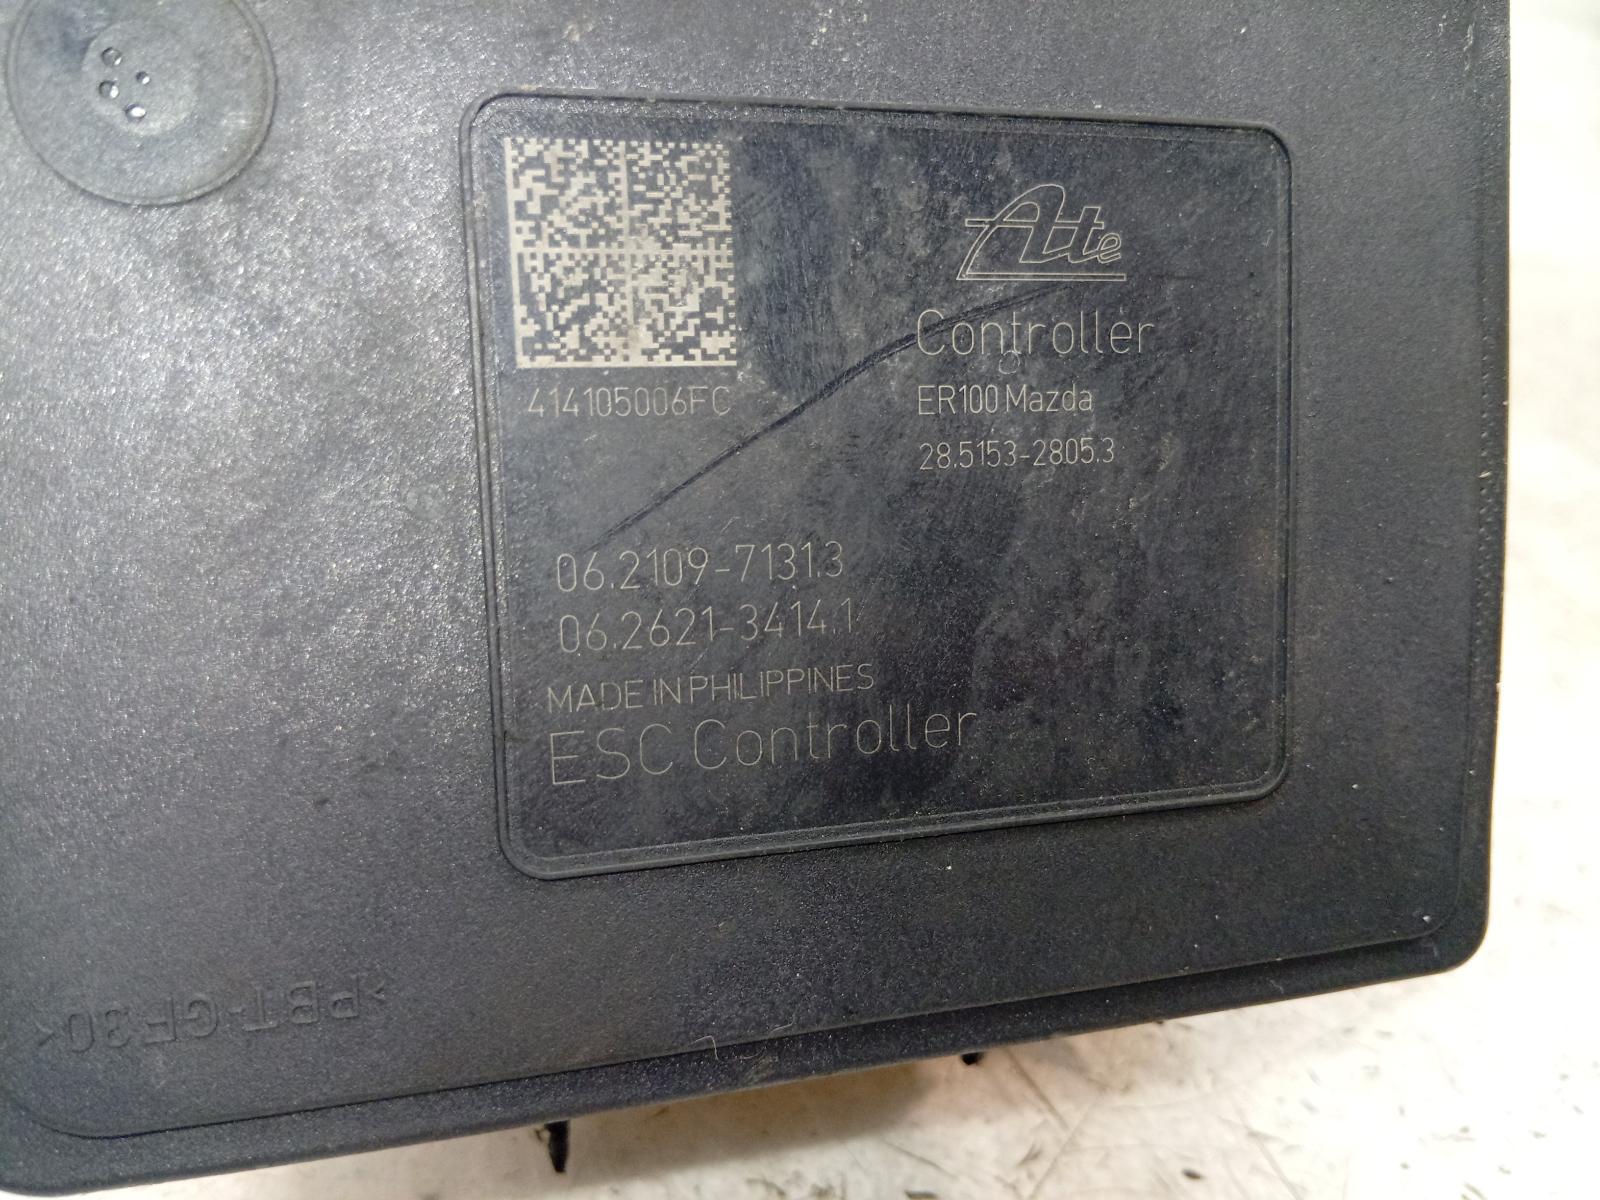 Ate
Controller
ER100 Mazda
28.5153-2805.3
414105006FC
06.2109-7131.3
06.2621-3414.1
MADE IN PHILIPPINES
ESC Controller
>PBT-GF30<